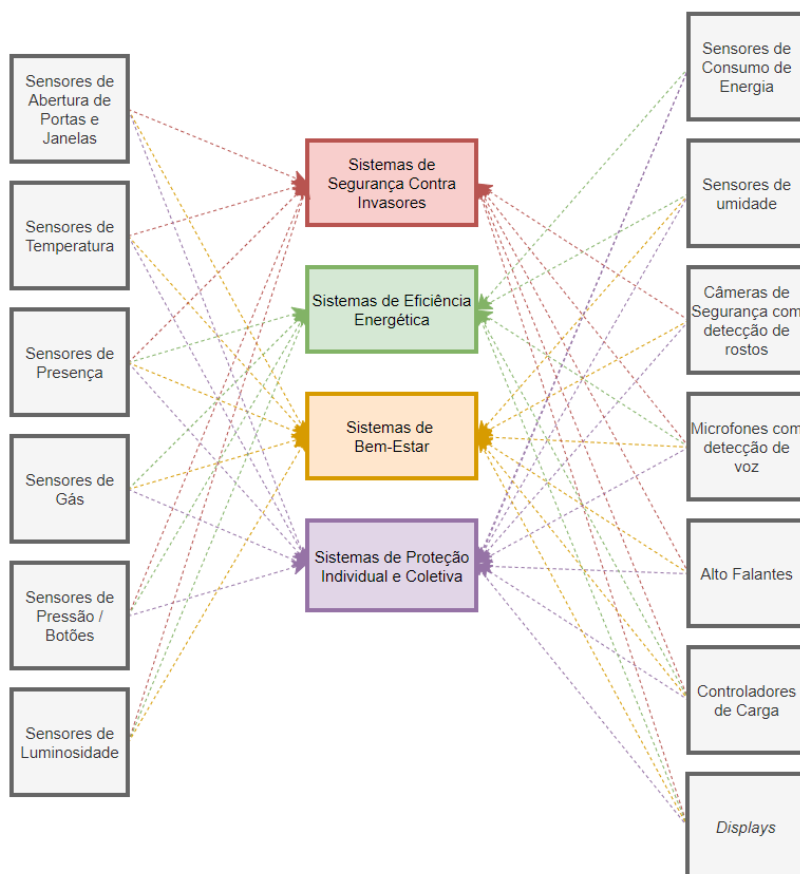 Sensores de
Abertura de
Portas e
Janelas
Sensores de
Temperatura
Sensores de
Presença
Sensores de
Gás
Sensores de
Pressão /
Botões
Sensores de
Luminosidade
Sistemas de
Segurança Contra
Invasores
Sistemas de Eficiência
Energética
Sistemas de
Bem-Estar
Sistemas de Proteção
Individual e Coletiva
Sensores de
Consumo de
Energia
Sensores de
umidade
Câmeras de
Segurança com
detecção de
rostos
Microfones com
detecção de
voz
Alto Falantes
Controladores
de Carga
Displays